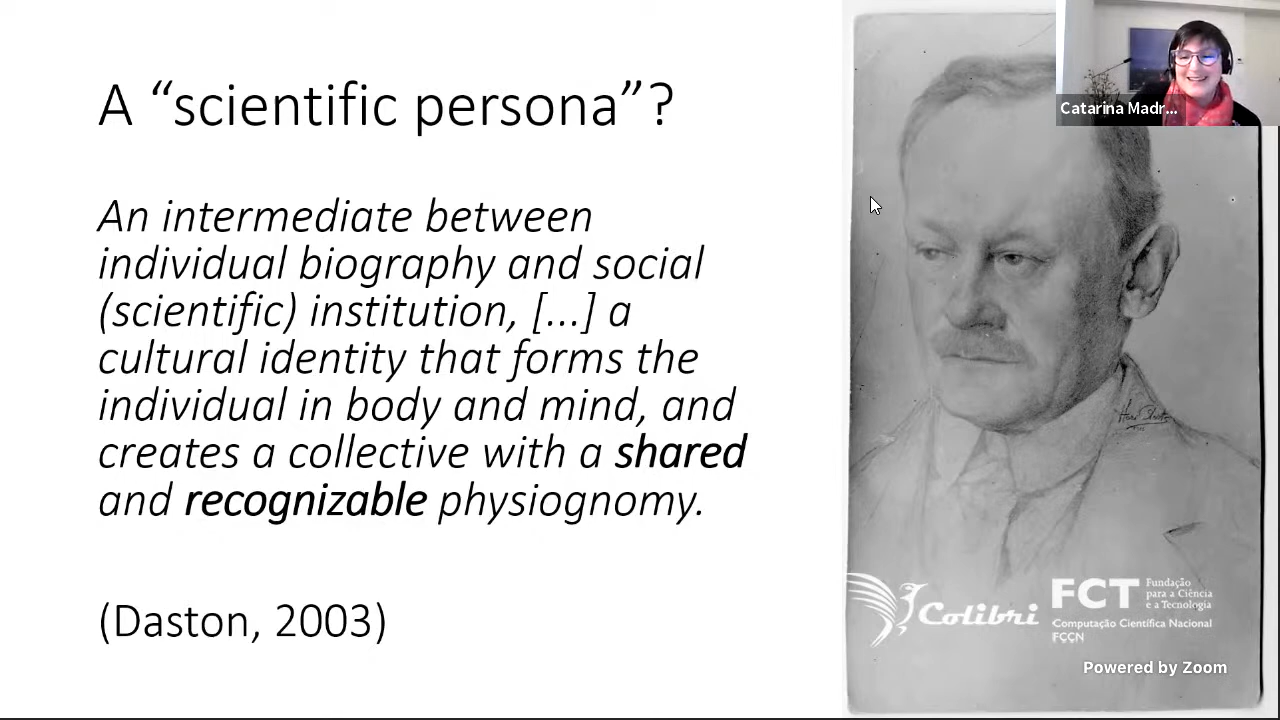 A “scientific persona”?
An intermediate between
individual biography and social
(scientific) institution, [...] a
cultural identity that forms the
individual in body and mind, and
creates a collective with a shared
and recognizable physiognomy.
(Daston, 2003)
Catarina Madr...
Colibri
FCT
Fundação
para a Ciência
e a Tecnologia
Computação Científica Nacional
FCCN
Powered by Zoom